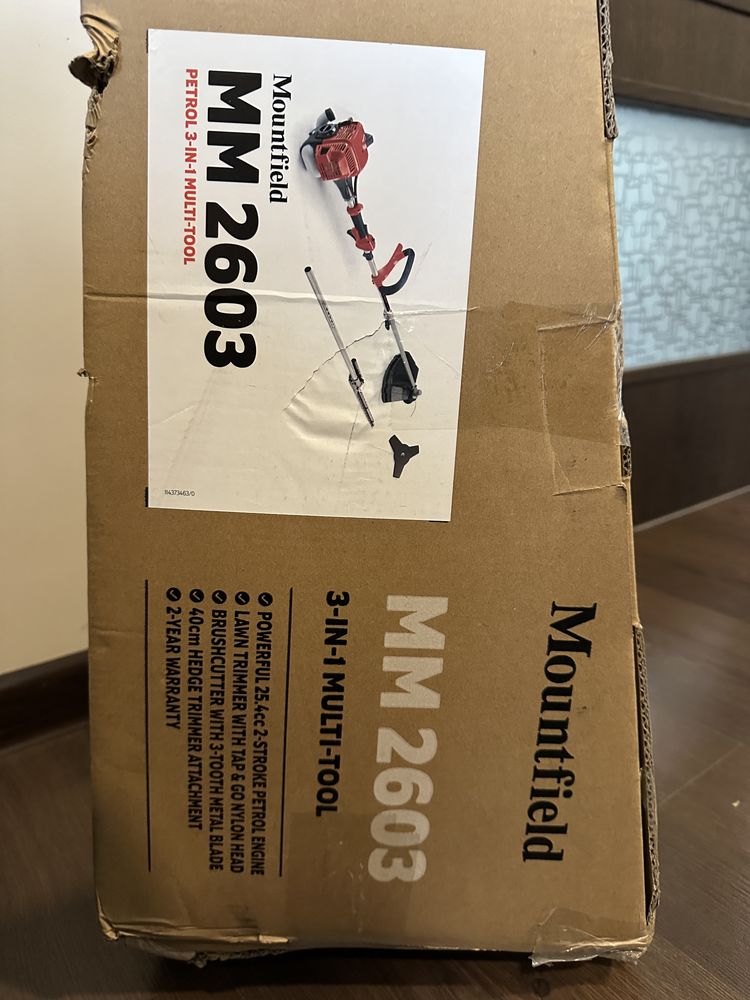 Mountfield
MM 2603
PETROL 3-IN-1 MULTI-TOOL
114373463/0
Mountfield
MM 2603
3-IN-1 MULTI-TOOL
POWERFUL 25.4cc 2-STROKE PETROL ENGINE
LAWN TRIMMER WITH TAP & GO NYLON HEAD
BRUSHCUTTER WITH 3-TOOTH METAL BLADE
40cm HEDGE TRIMMER ATTACHMENT
2-YEAR WARRANTY